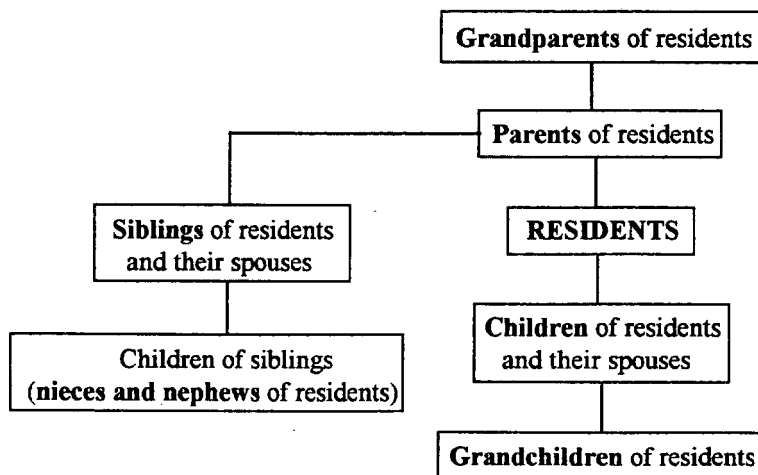 Grandparents of residents
Parents of residents
Siblings of residents
and their spouses
RESIDENTS
Children of siblings
(nieces and nephews of residents)
Children of residents
and their spouses
Grandchildren of residents